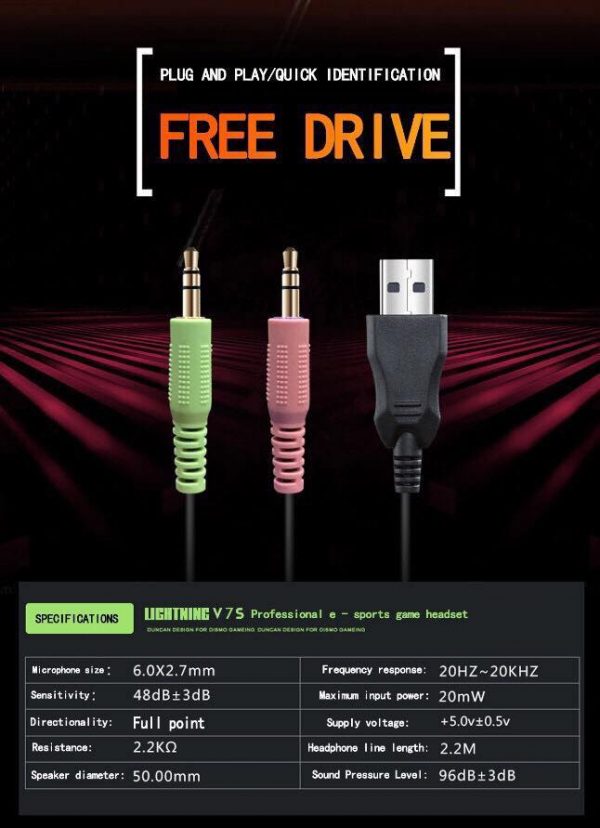 PLUG AND PLAY/QUICK IDENTIFICATION
FREE DRIVE
SPECIFICATIONS
LIGHTNING V7S Professional e - sports game headset
DUNCAN DESIGN FOR DISMO GAMEING DUNCAN DESIGN FOR DISMO GAMEING
Microphone size: 6.0X2.7mm
Frequency response: 20HZ~20KHZ
Sensitivity: 48dB±3dB
Maximum input power: 20mW
Directionality: Full point
Supply voltage: +5.0v±0.5v
Resistance: 2.2KΩ
Headphone line length: 2.2M
Speaker diameter: 50.00mm
Sound Pressure Level: 96dB±3dB